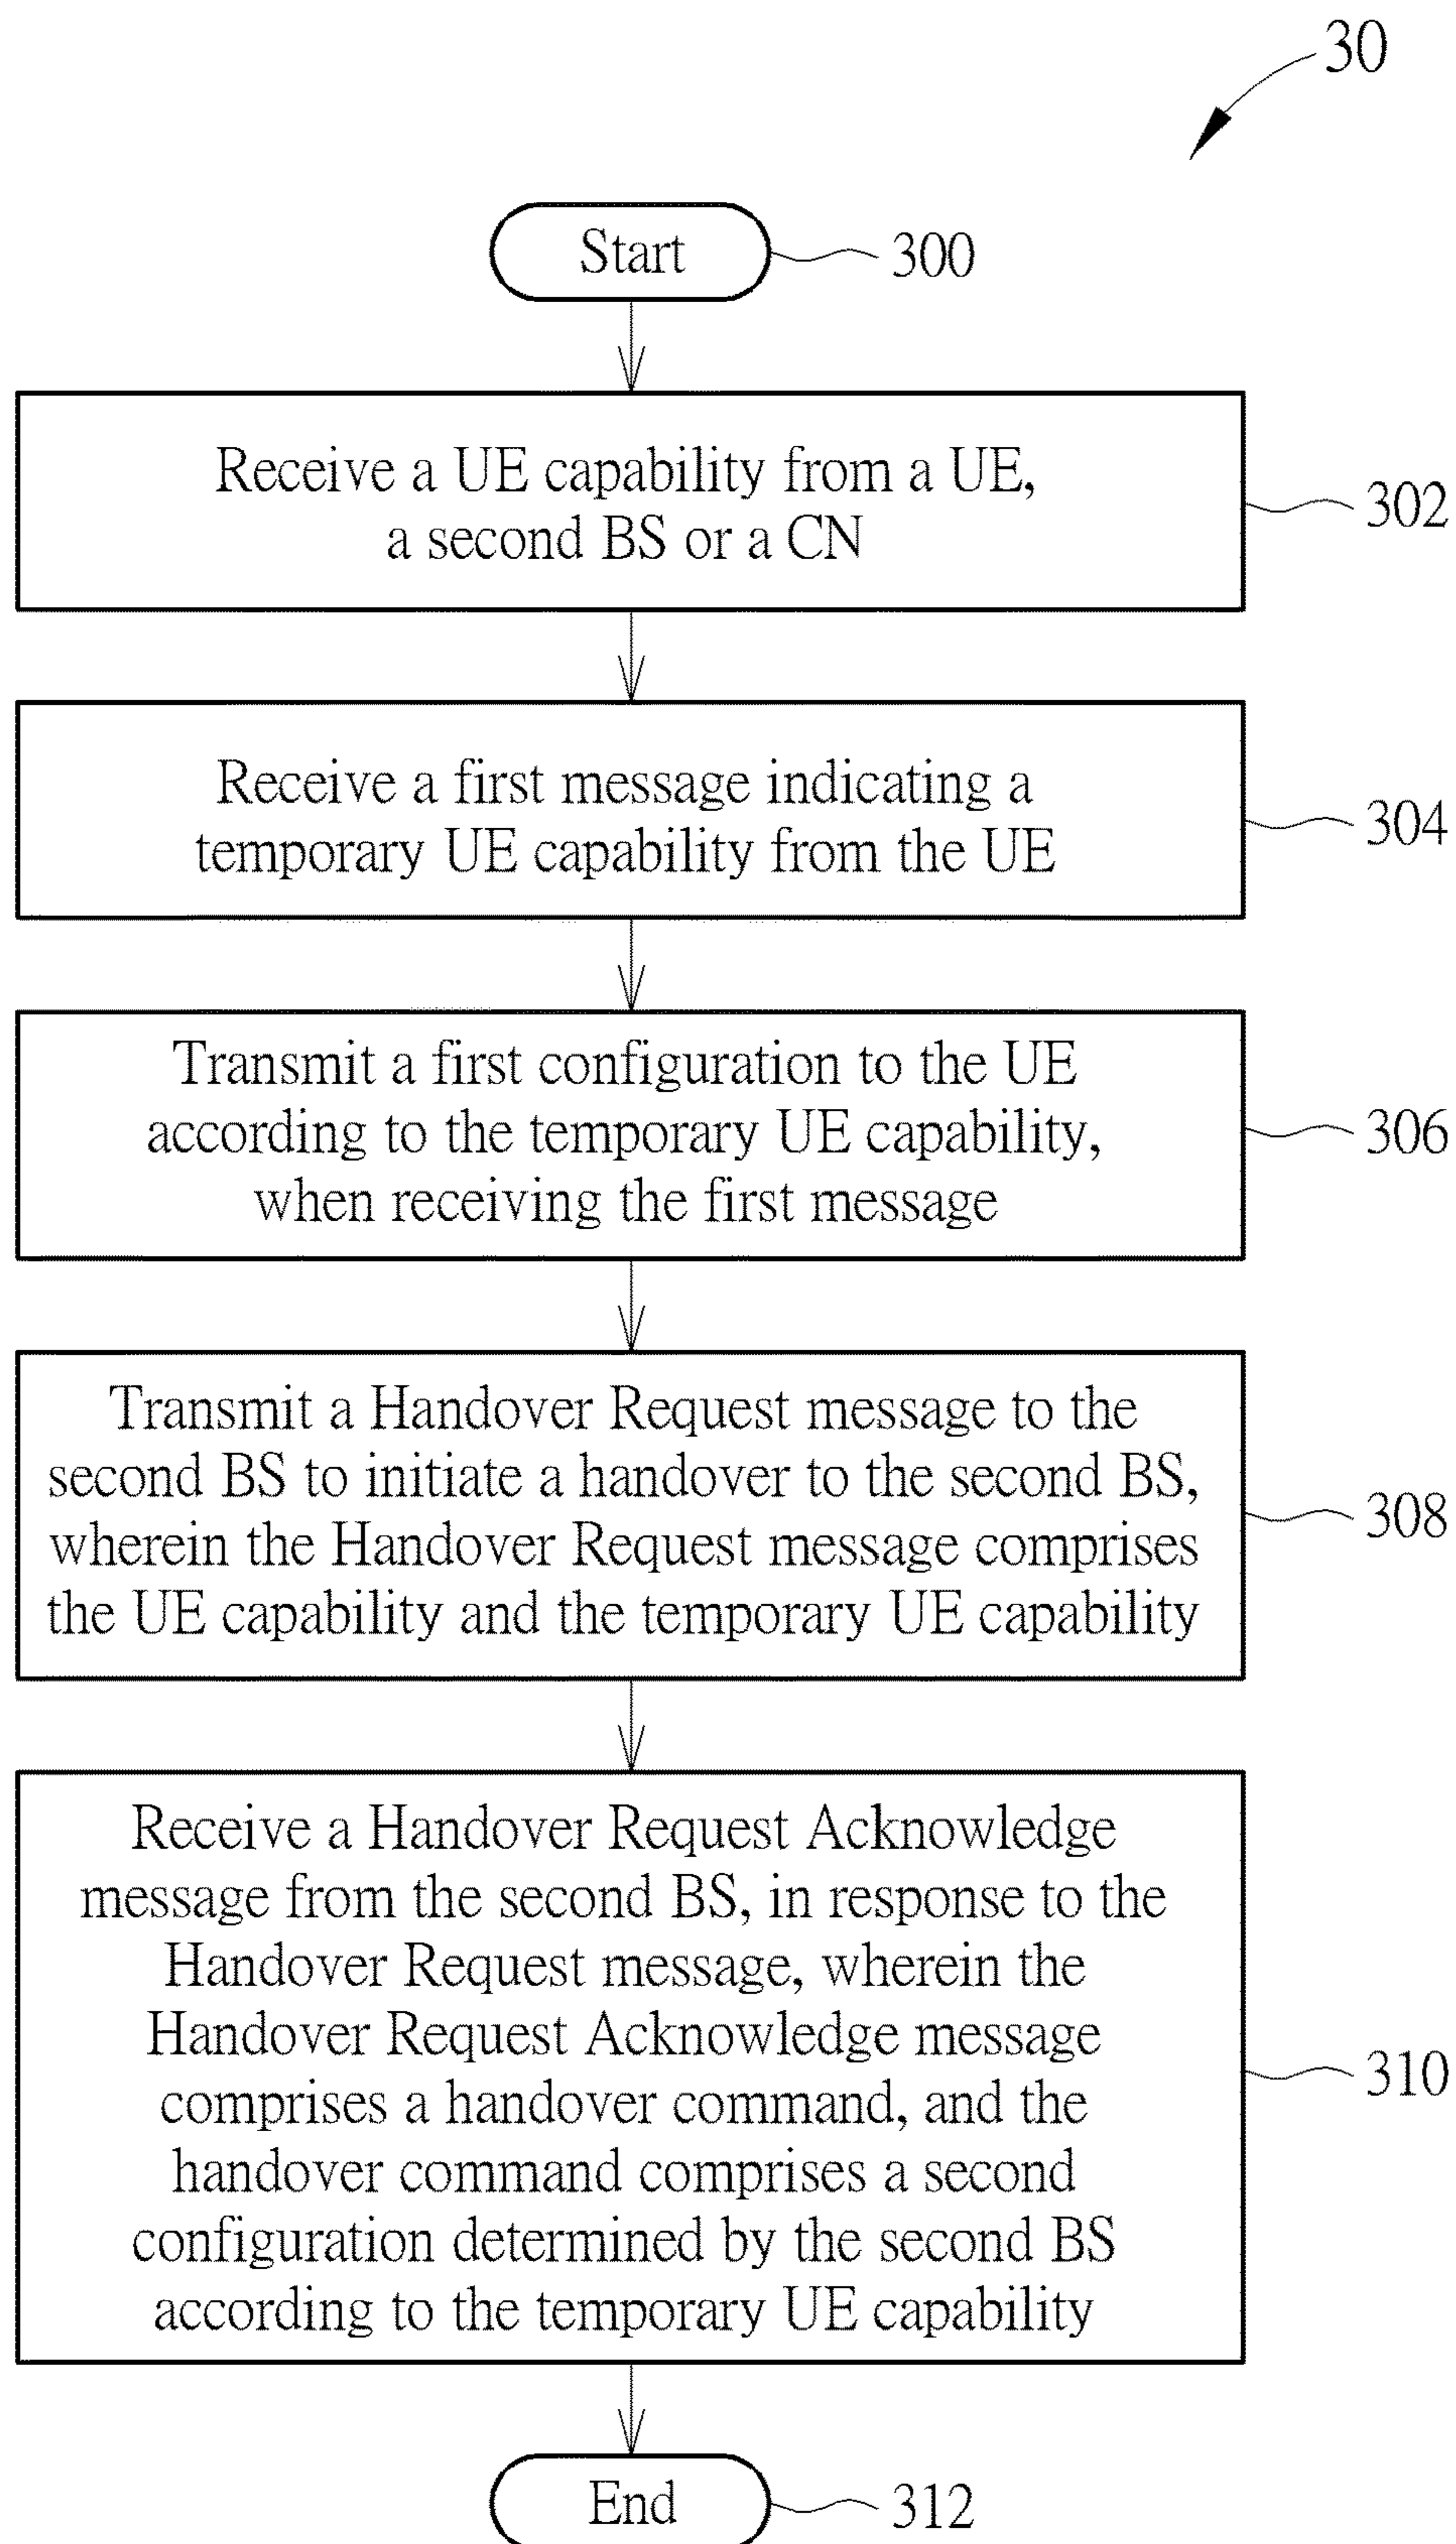 30
Start
300
Receive a UE capability from a UE,
a second BS or a CN
302
Receive a first message indicating a
temporary UE capability from the UE
304
Transmit a first configuration to the UE
according to the temporary UE capability,
when receiving the first message
306
Transmit a Handover Request message to the
second BS to initiate a handover to the second BS,
wherein the Handover Request message comprises
the UE capability and the temporary UE capability
308
Receive a Handover Request Acknowledge
message from the second BS, in response to the
Handover Request message, wherein the
Handover Request Acknowledge message
comprises a handover command, and the
handover command comprises a second
configuration determined by the second BS
according to the temporary UE capability
310
End
312